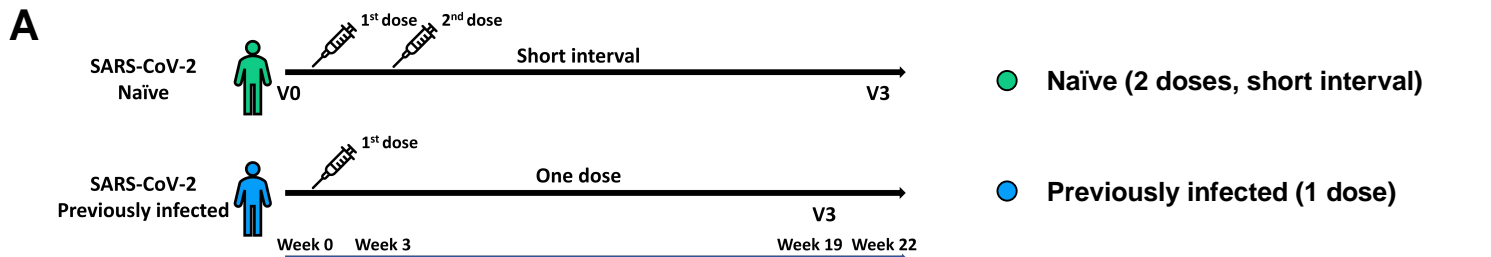 A
1st dose
2nd dose
SARS-CoV-2
Naïve
Short interval
V0
V3
Naïve (2 doses, short interval)
1st dose
SARS-CoV-2
Previously infected
One dose
V3
Previously infected (1 dose)
Week 0
Week 3
Week 19
Week 22